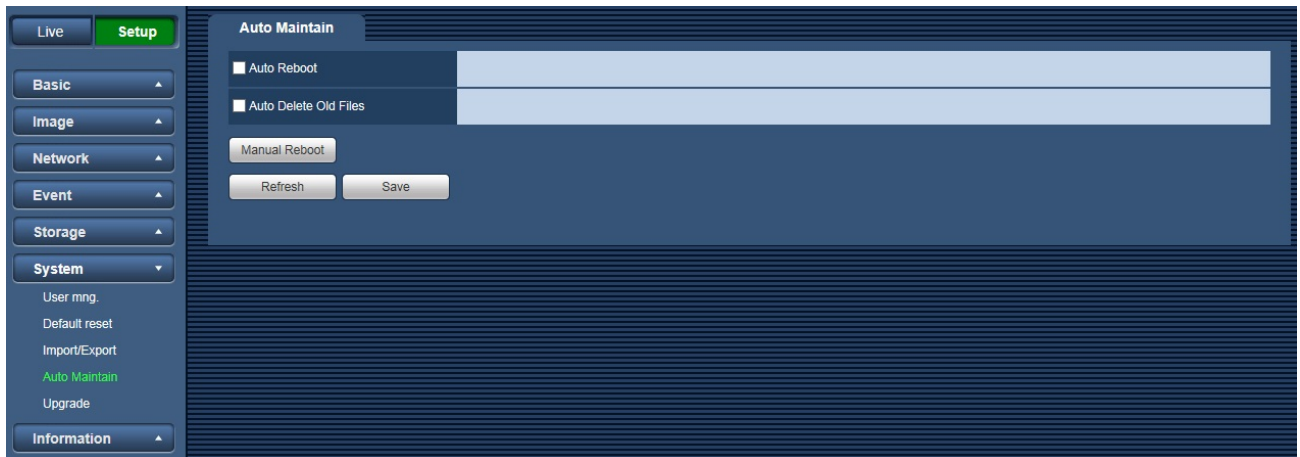 Live Setup
Basic
Image
Network
Event
Storage
System
User mng.
Default reset
Import/Export
Auto Maintain
Upgrade
Information
Auto Maintain
Auto Reboot
Auto Delete Old Files
Manual Reboot
Refresh Save